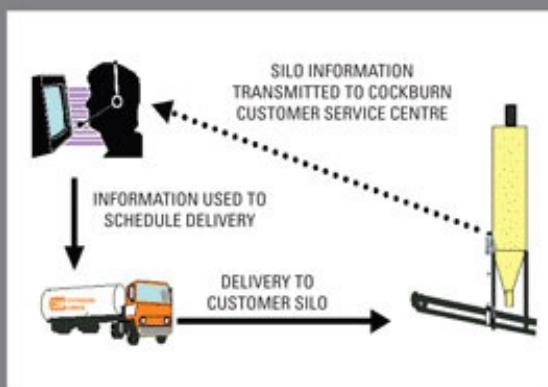 SILO INFORMATION
TRANSMITTED TO COCKBURN
CUSTOMER SERVICE CENTRE
INFORMATION USED TO
SCHEDULE DELIVERY
DELIVERY TO
CUSTOMER SILO